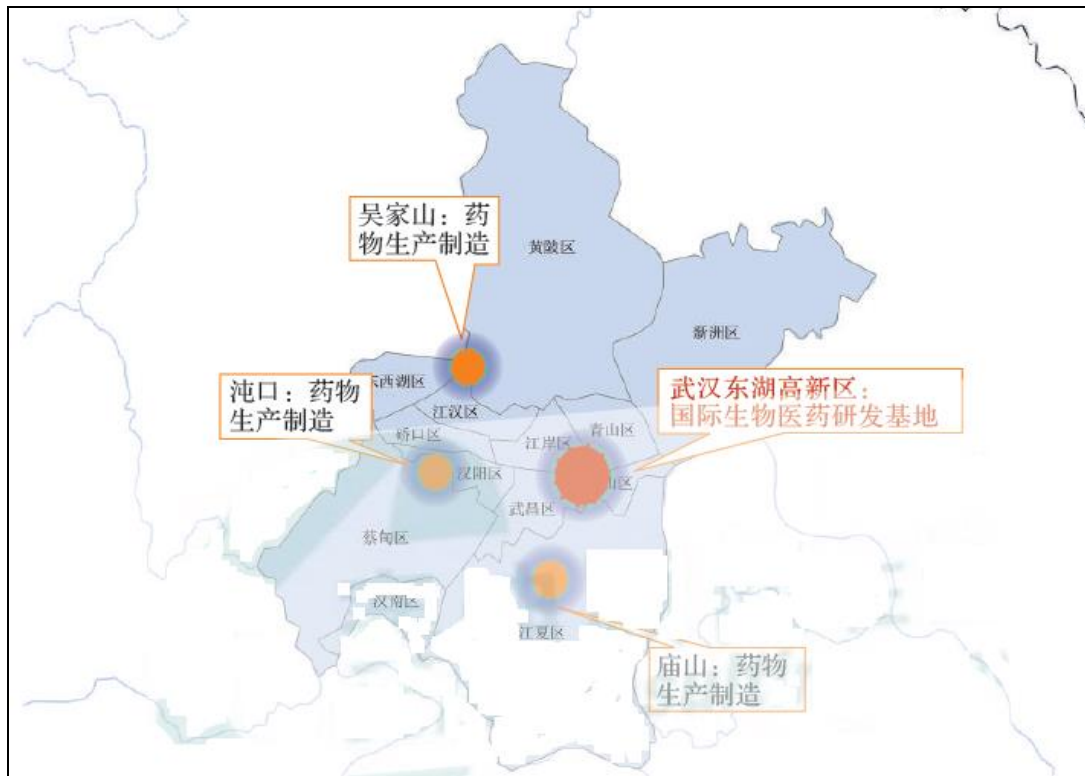 吴家山：药
物生产制造
黄陂区
新洲区
东西湖区
沌口：药物
生产制造
江汉区
武汉东湖高新区：
国际生物医药研发基地
硚口区
江岸区
青山区
汉阳区
山区
武昌区
蔡甸区
汉南区
江夏区
庙山：药物
生产制造